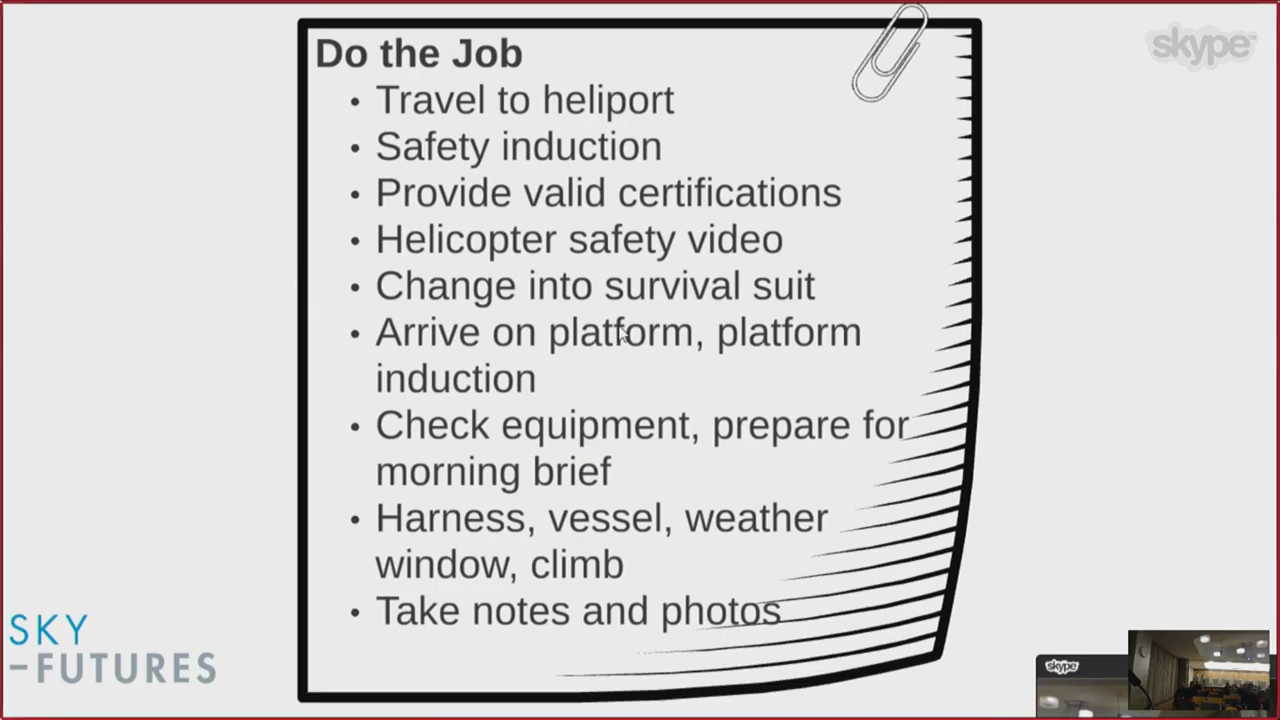 Do the Job
• Travel to heliport
• Safety induction
• Provide valid certifications
• Helicopter safety video
• Change into survival suit
• Arrive on platform, platform
induction
• Check equipment, prepare for
morning brief
• Harness, vessel, weather
window, climb
• Take notes and photos
skype™
SKY
–FUTURES
skype